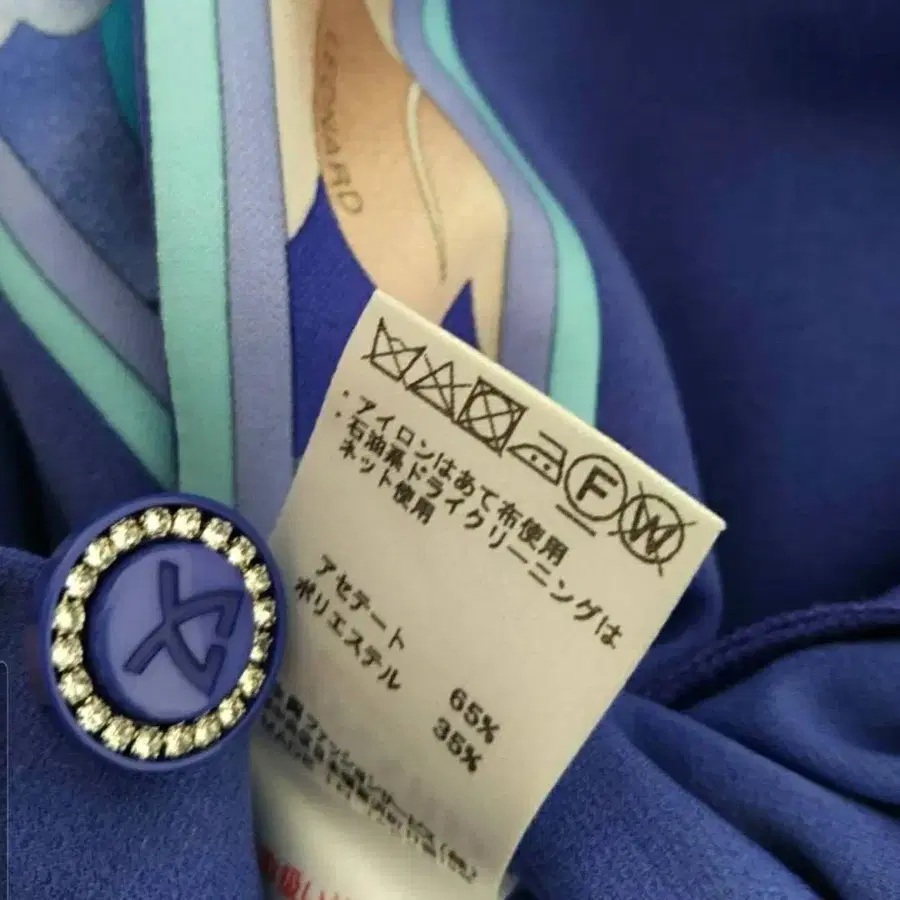 LEONARD
F W
・アイロンはあて布使用
・石油系ドライクリーニングは
ネット使用
アセテート 65%
ポリエステル 35%